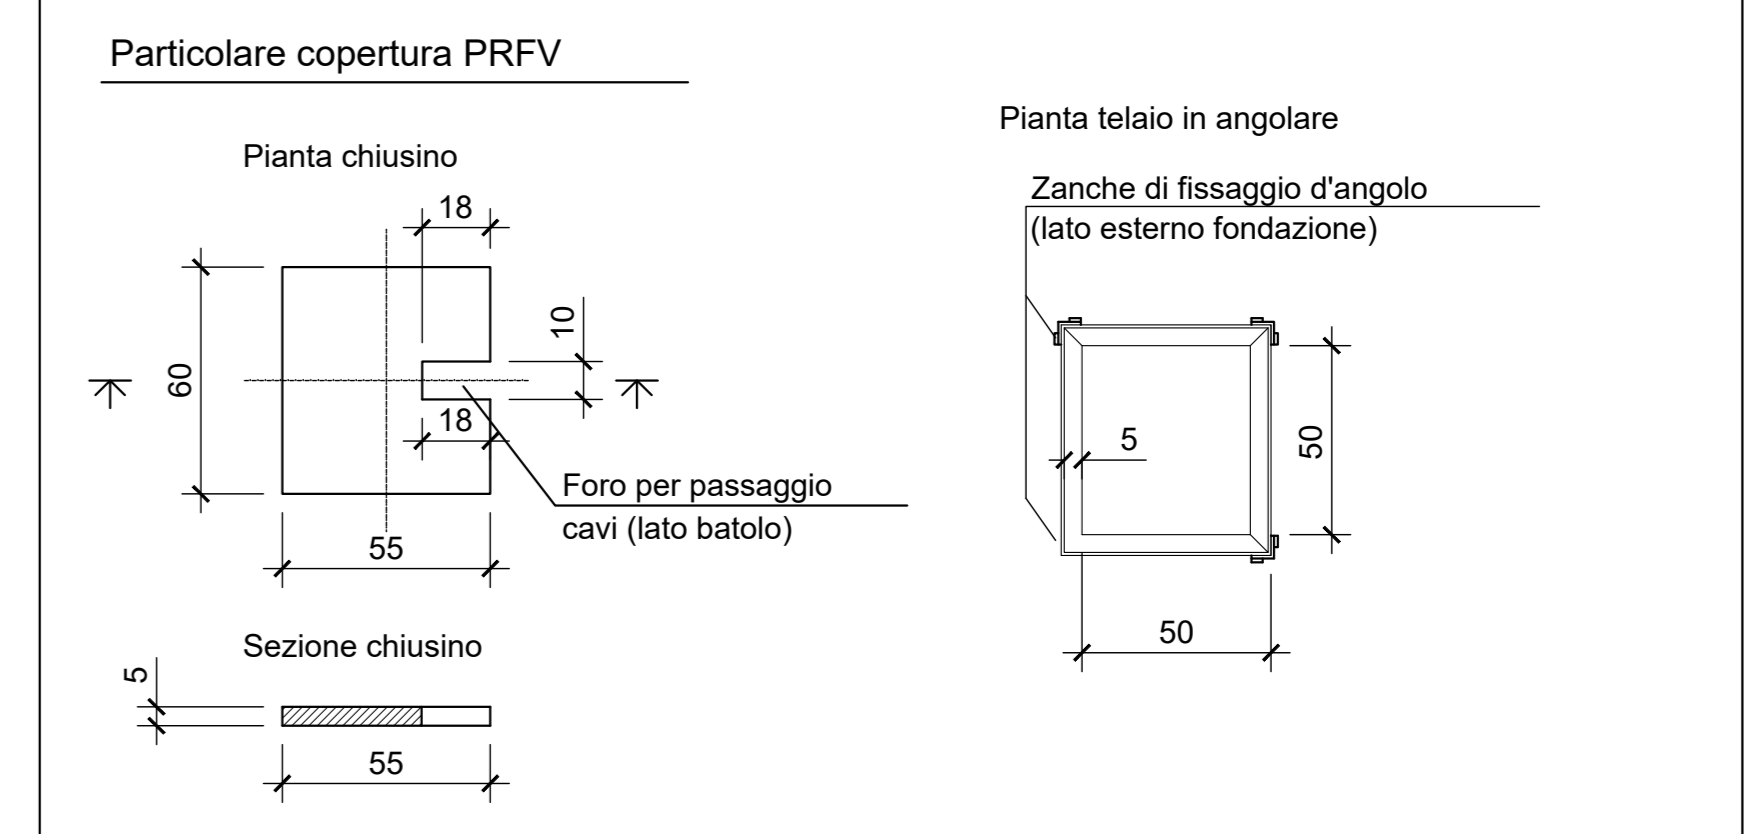 Particolare copertura PRFV
Pianta chiusino
18
60
10
18
Foro per passaggio
cavi (lato batolo)
55
Sezione chiusino
5
55
Pianta telaio in angolare
Zanche di fissaggio d'angolo
(lato esterno fondazione)
5
50
50